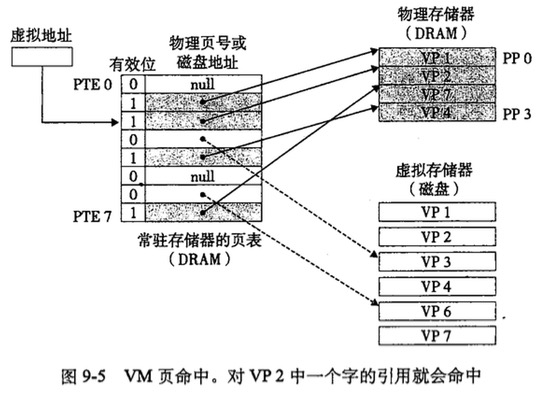 虚拟地址
物理页号或
磁盘地址
有效位
PTE 0
0
null
1
1
0
1
0
null
0
PTE 7
1
常驻存储器的页表
(DRAM)
物理存储器
(DRAM)
VP 1
PP 0
VP 2
VP 7
VP 4
PP 3
虚拟存储器
(磁盘)
VP 1
VP 2
VP 3
VP 4
VP 6
VP 7
图 9-5 VM 页命中。对 VP 2 中一个字的引用就会命中